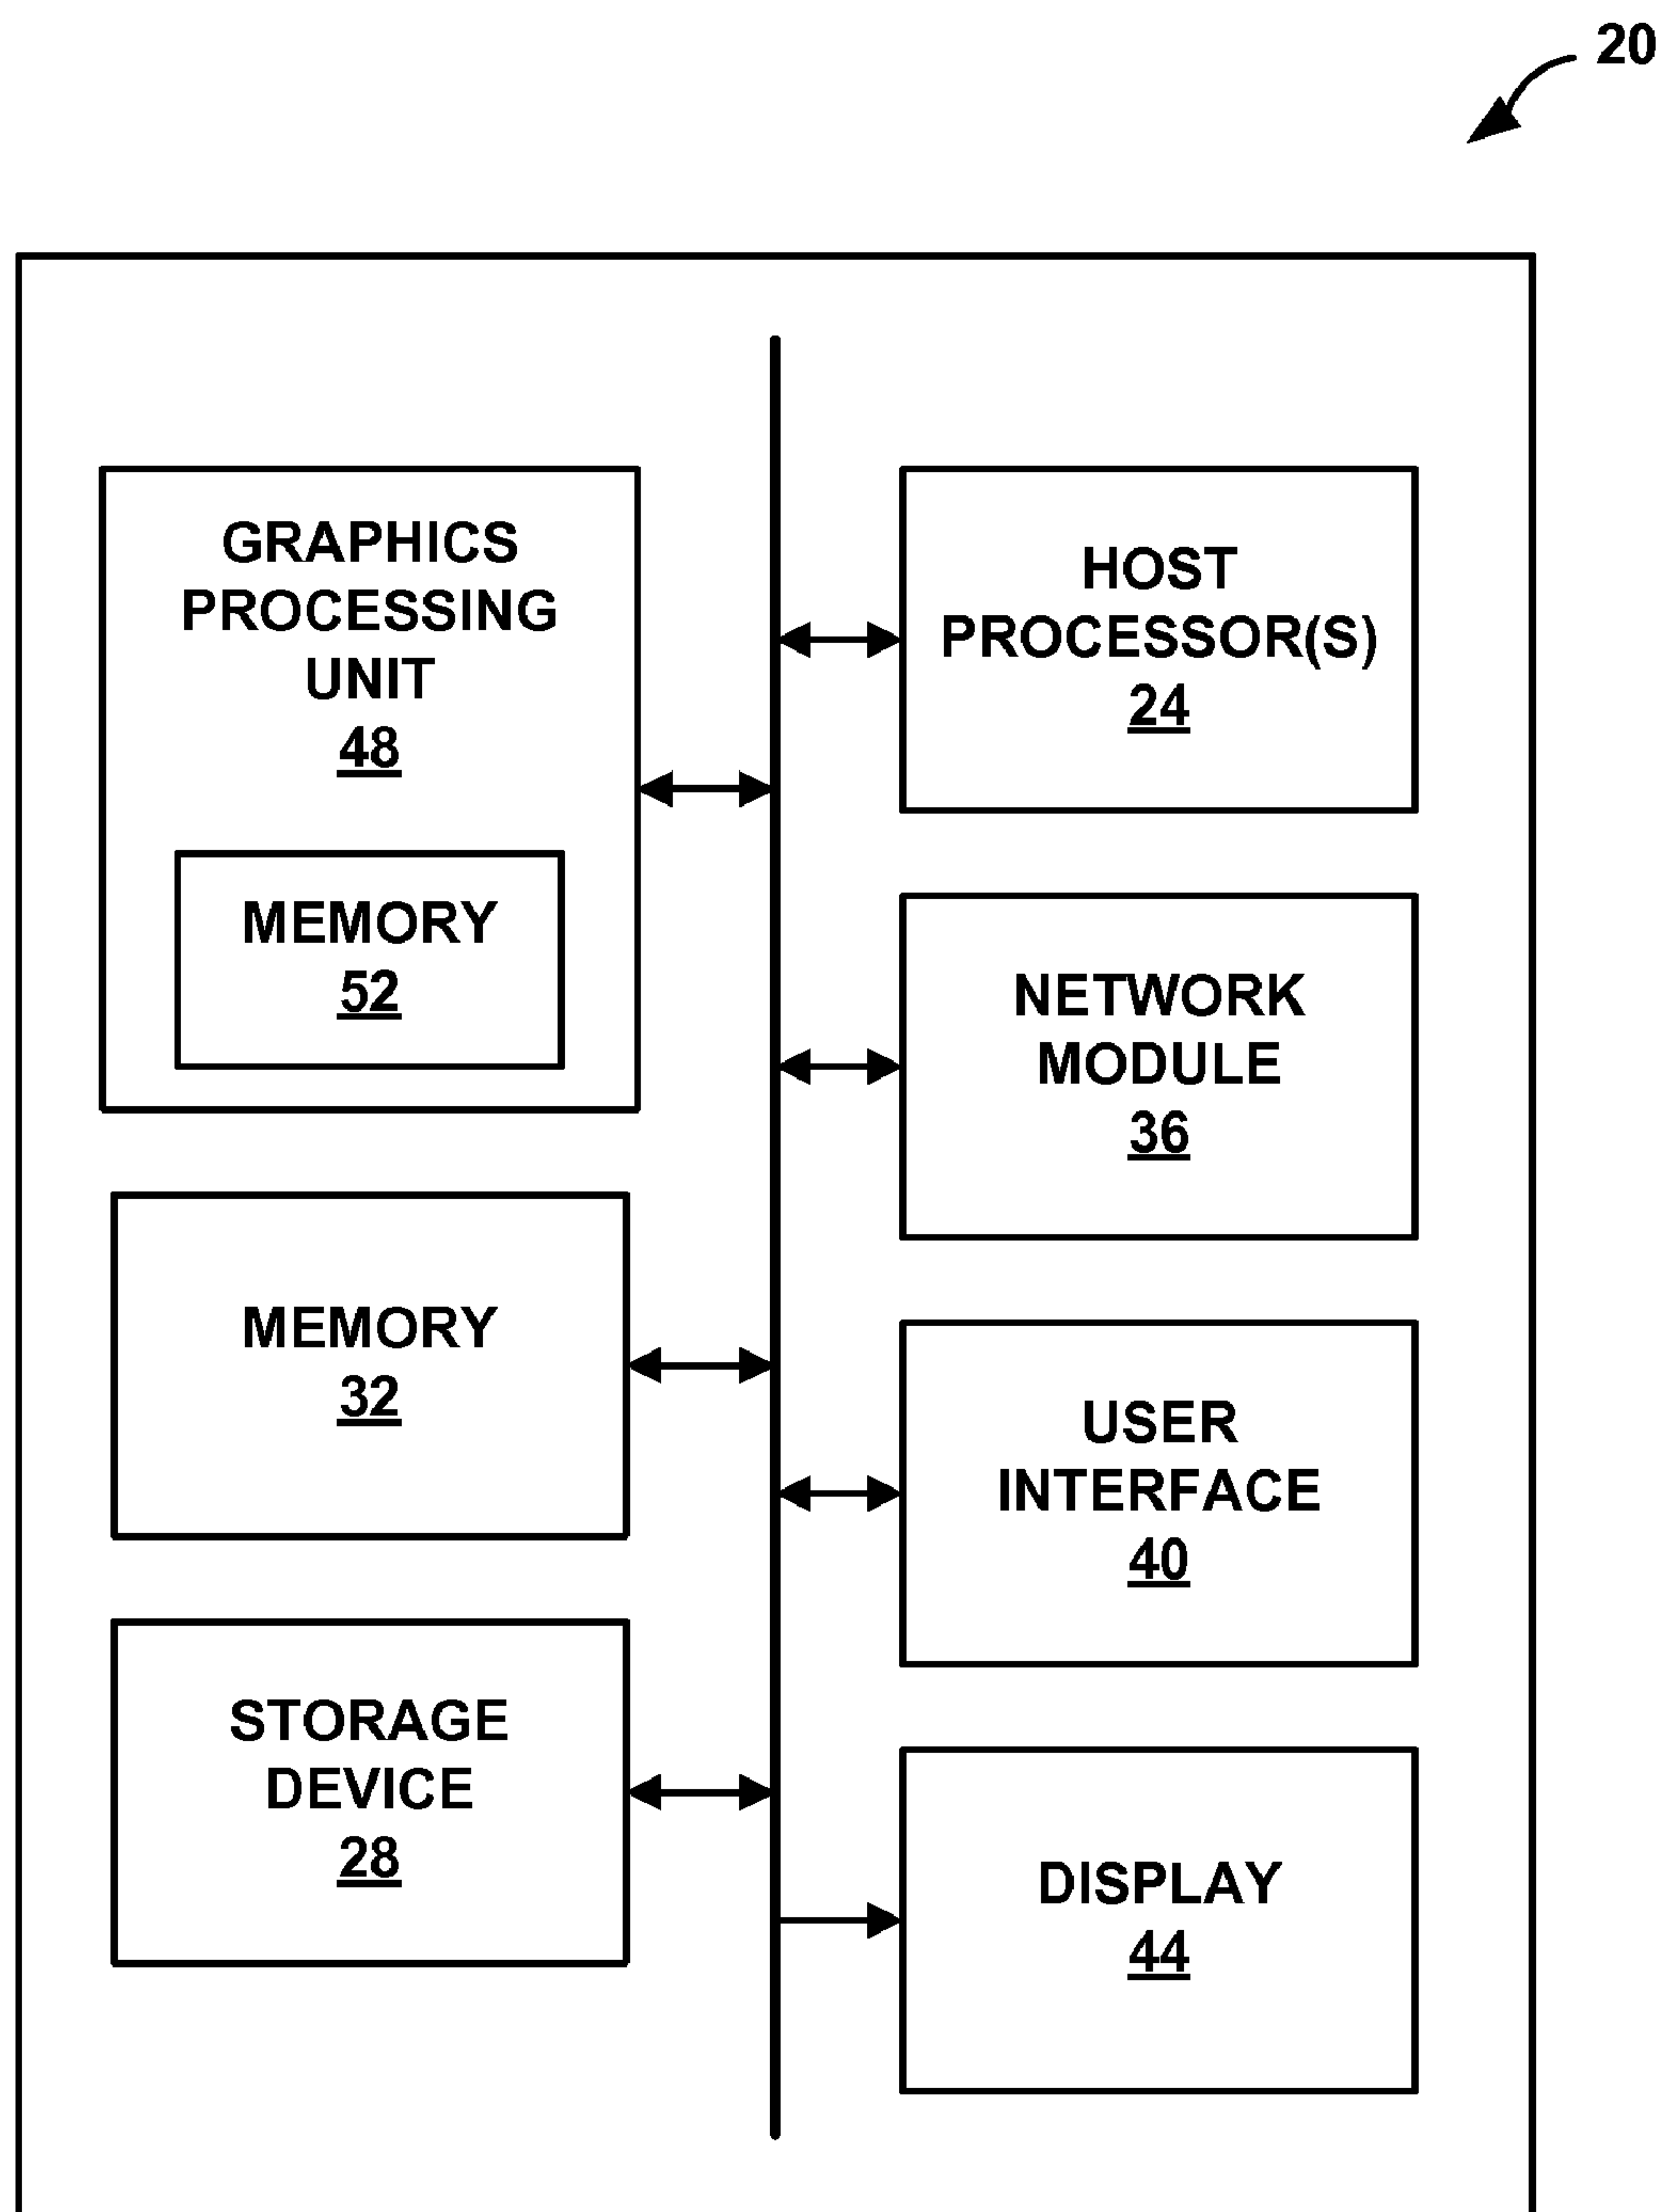 20
GRAPHICS
PROCESSING
UNIT
48
MEMORY
52
MEMORY
32
STORAGE
DEVICE
28
HOST
PROCESSOR(S)
24
NETWORK
MODULE
36
USER
INTERFACE
40
DISPLAY
44